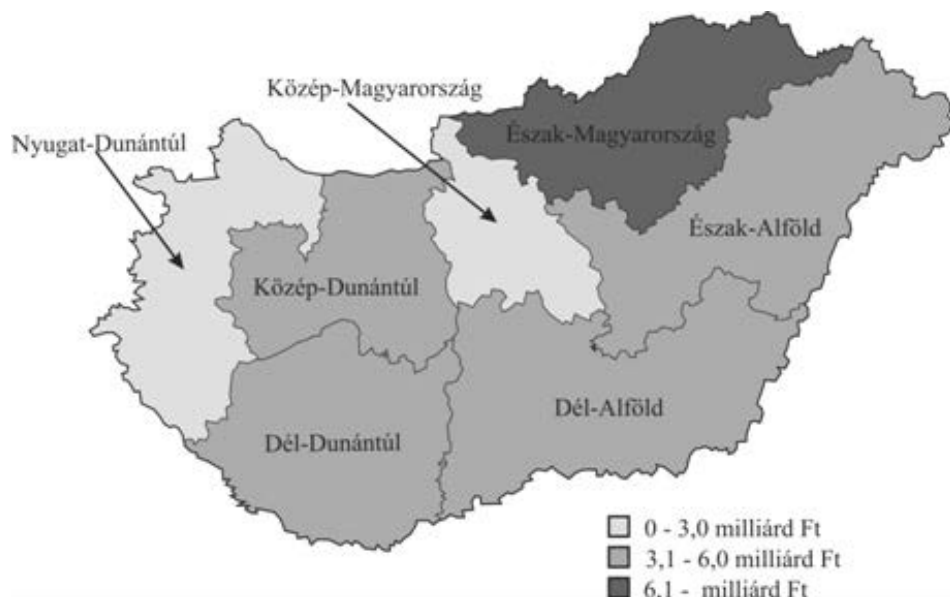 Közép-Magyarország
Nyugat-Dunántúl
Észak-Magyarország
Észak-Alföld
Közép-Dunántúl
Dél-Alföld
Dél-Dunántúl
0 - 3,0 milliárd Ft
3,1 - 6,0 milliárd Ft
6,1 - milliárd Ft